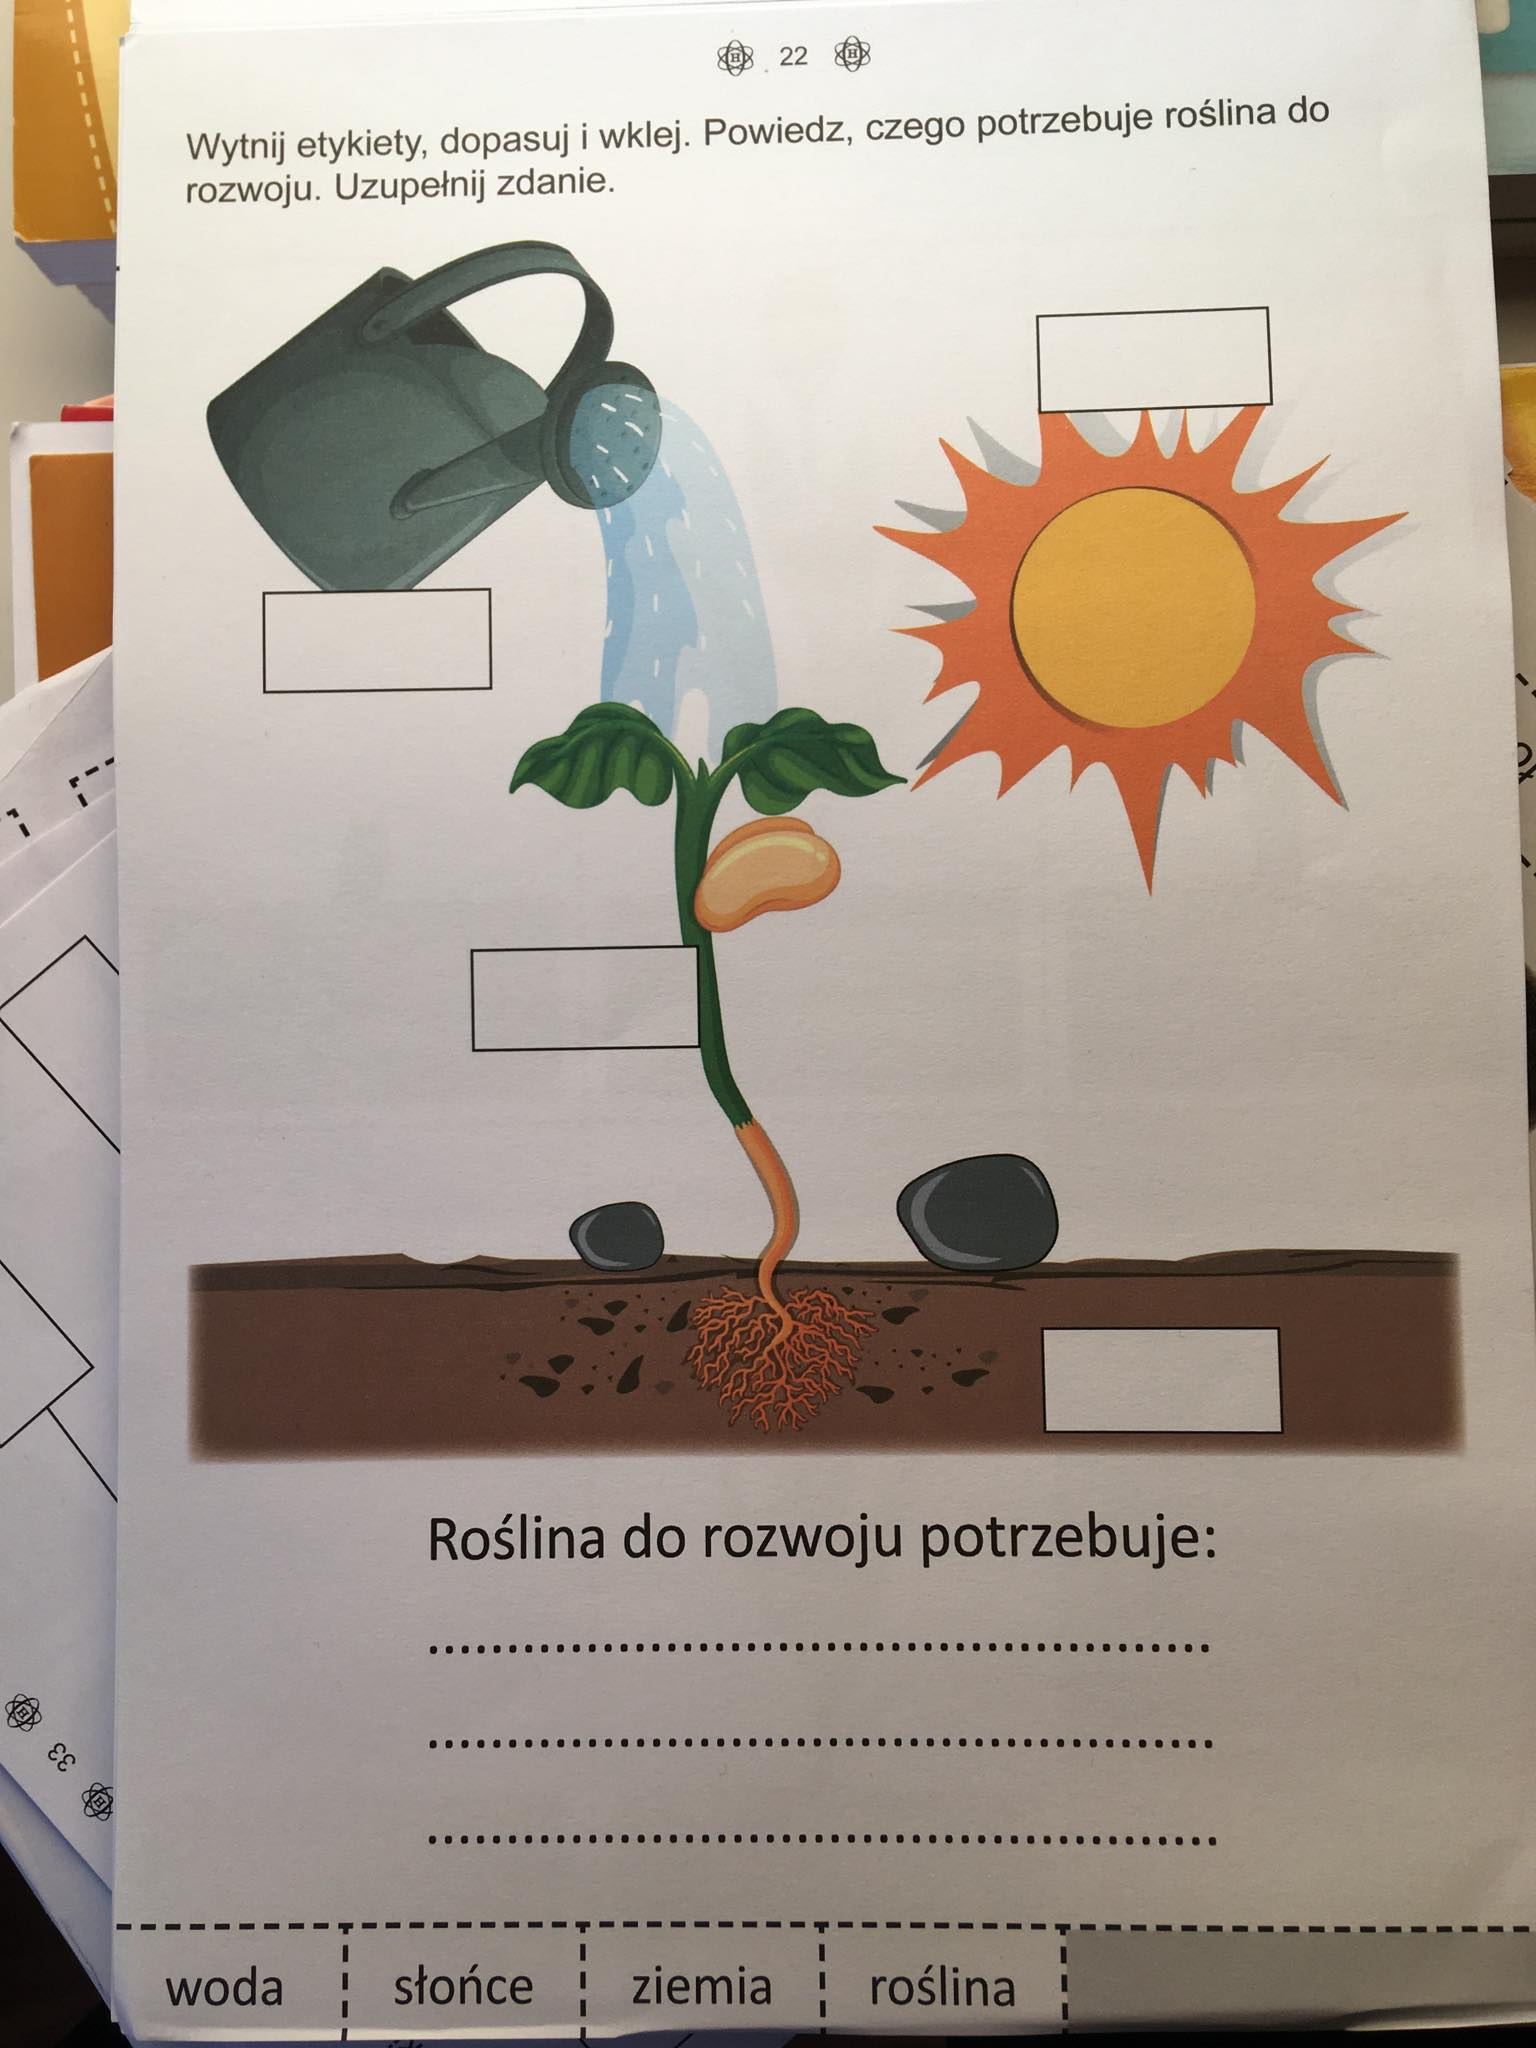 22
Wytnij etykiety, dopasuj i wklej. Powiedz, czego potrzebuje roślina do
rozwoju. Uzupełnij zdanie.
Roślina do rozwoju potrzebuje:
woda słońce ziemia roślina
33